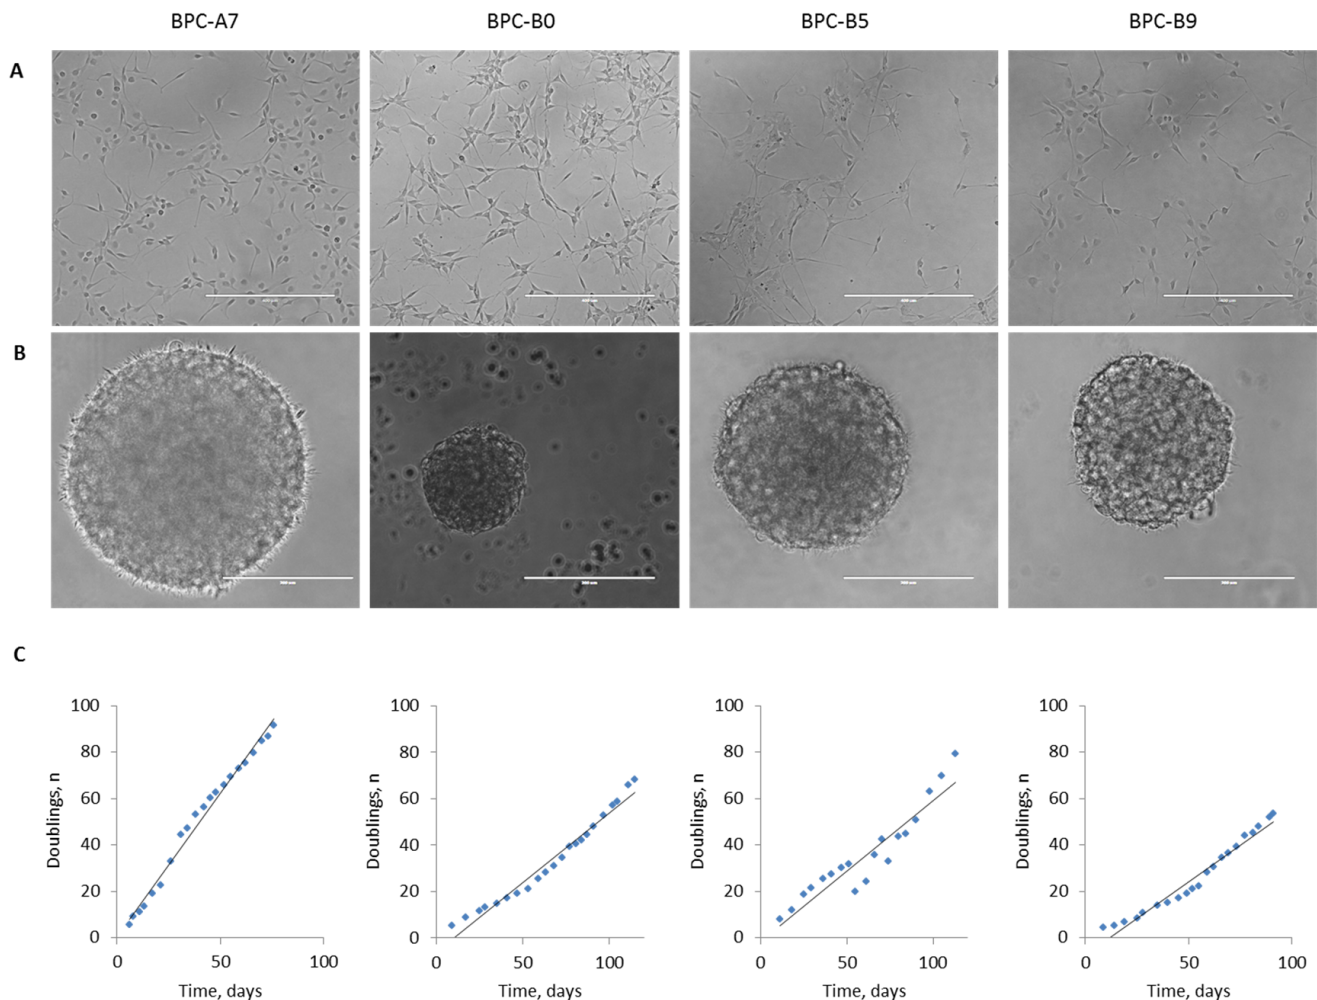 BPC-A7 BPC-B0 BPC-B5 BPC-B9
A
B
C
100 100 100 100
80 80 80 80
60 60 60 60
40 40 40 40
20 20 20 20
0 0 0 0
Doublings, n Doublings, n Doublings, n Doublings, n
0 50 100 0 50 100 0 50 100 0 50 100
Time, days Time, days Time, days Time, days